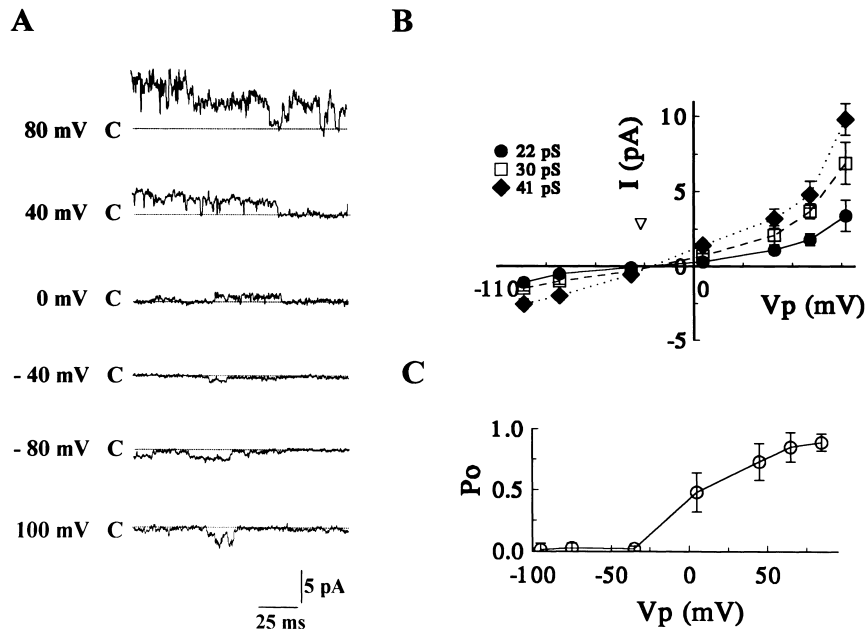 A
80 mV C
40 mV C
0 mV C
- 40 mV C
- 80 mV C
100 mV C
5 pA
25 ms
B
I (pA)
10
5
0
-5
22 pS
30 pS
41 pS
-110
0
Vp (mV)
C
Po
1.0
0.5
0.0
-100 -50 0 50
Vp (mV)